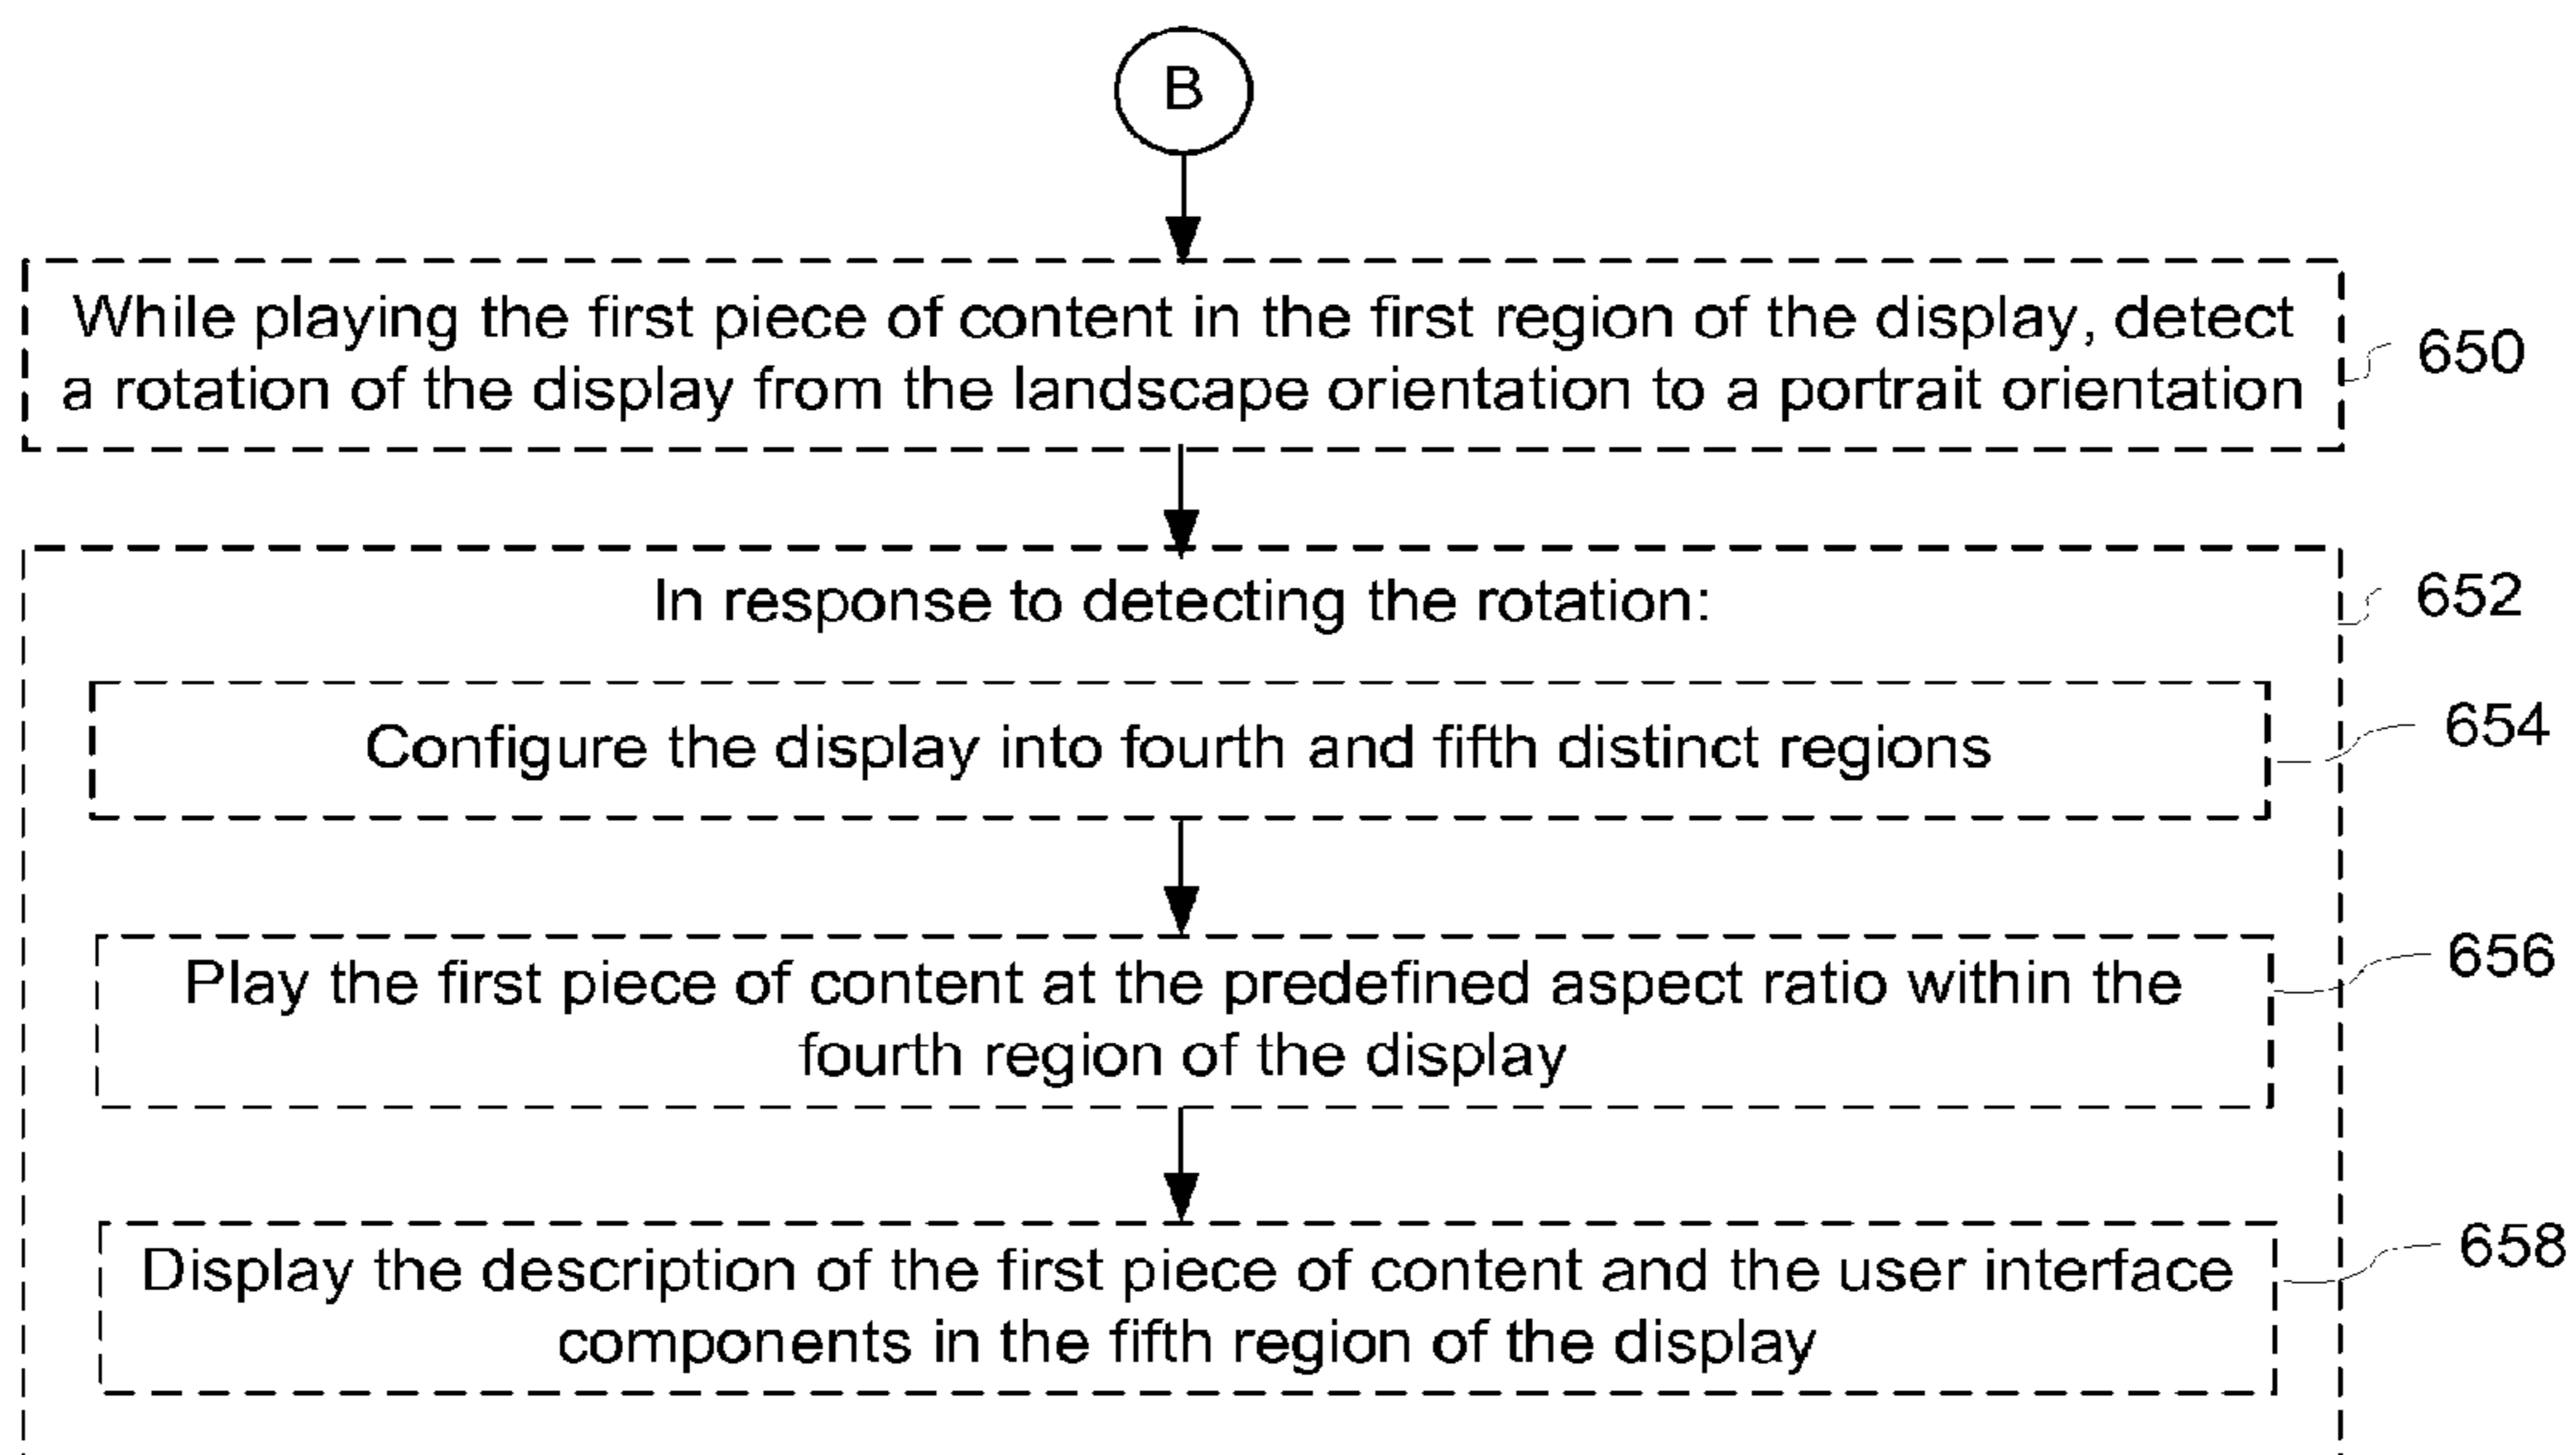 B
While playing the first piece of content in the first region of the display, detect
a rotation of the display from the landscape orientation to a portrait orientation
650
In response to detecting the rotation:
652
Configure the display into fourth and fifth distinct regions
654
Play the first piece of content at the predefined aspect ratio within the
fourth region of the display
656
Display the description of the first piece of content and the user interface
components in the fifth region of the display
658